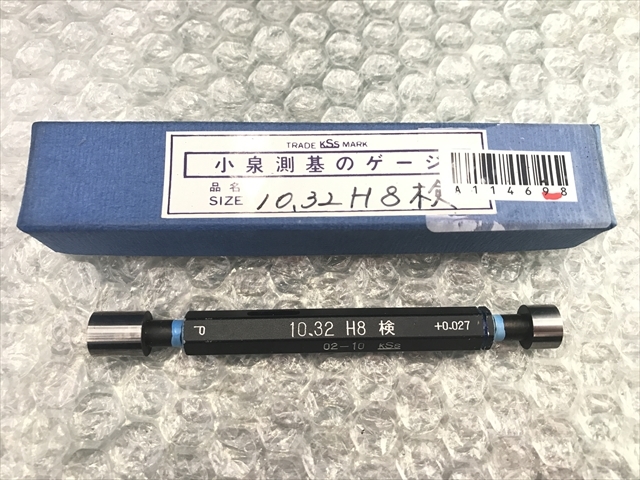 TRADE KSS MARK
小泉測基のゲージ
品名
SIZE 10.32 H8 検
A114698
P 10.32 H8 検 +0.027
02-10 KSS